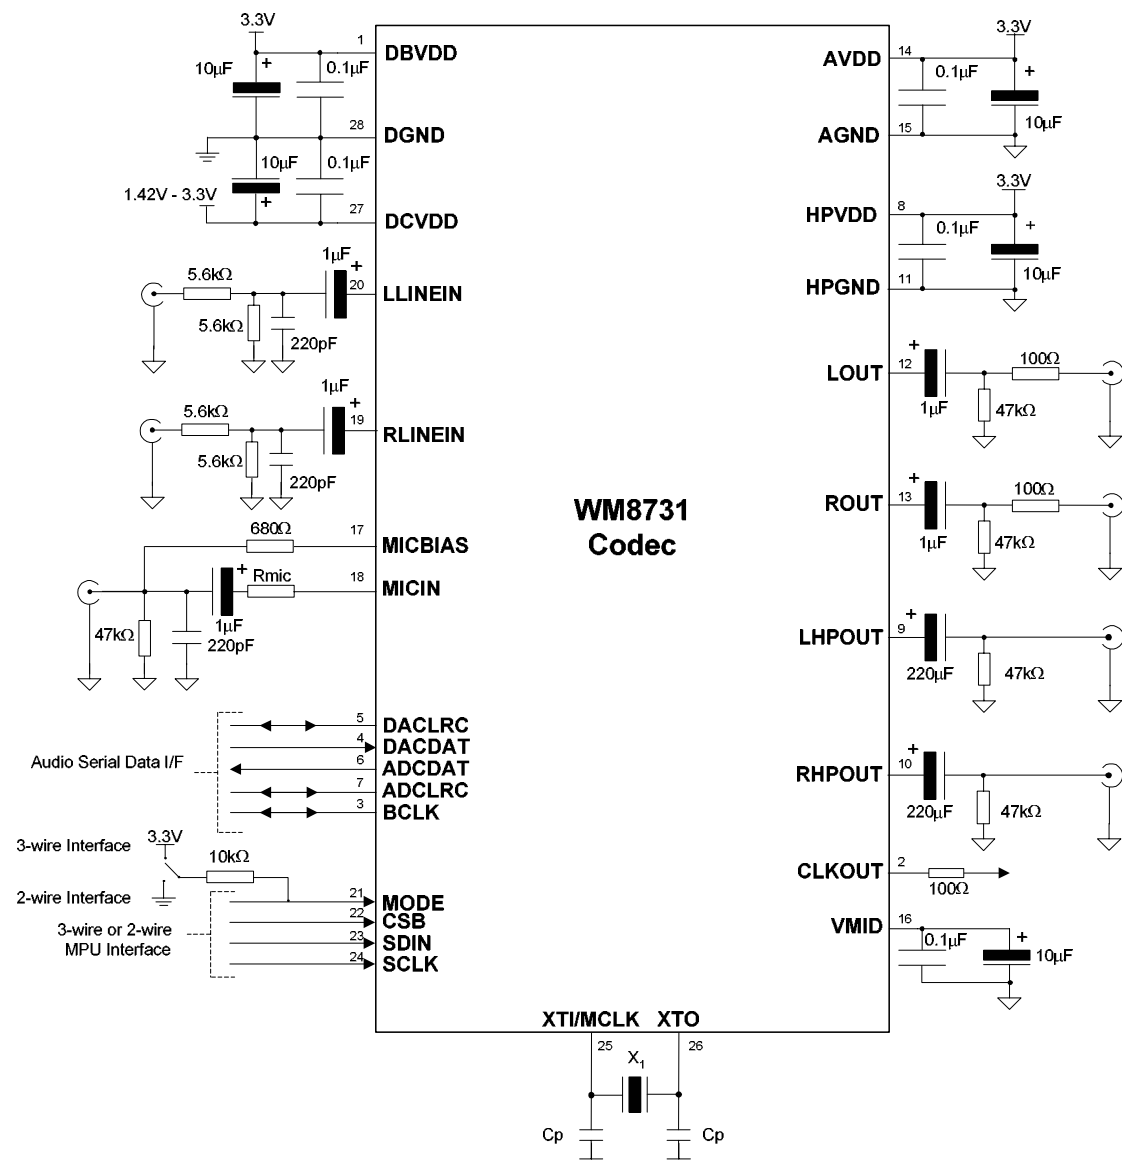 3.3V
1
DBVDD
10µF
+
0.1µF
28
DGND
10µF
0.1µF
1.42V - 3.3V
+
27
DCVDD
1µF
+
5.6kΩ
20
LLINEIN
5.6kΩ
220pF
1µF
+
5.6kΩ
19
RLINEIN
5.6kΩ
220pF
680Ω
17
MICBIAS
+
Rmic
18
MICIN
47kΩ
1µF
220pF
5
DACLRC
4
DACDAT
Audio Serial Data I/F
6
ADCDAT
7
ADCLRC
3
BCLK
3.3V
3-wire Interface
10kΩ
2-wire Interface
21
MODE
3-wire or 2-wire
MPU Interface
22
CSB
23
SDIN
24
SCLK
WM8731
Codec
3.3V
AVDD
14
0.1µF
+
10µF
AGND
15
3.3V
HPVDD
8
0.1µF
+
10µF
HPGND
11
LOUT
12
+
1µF
100Ω
47kΩ
ROUT
13
+
1µF
100Ω
47kΩ
LHPOUT
9
+
220µF
47kΩ
RHPOUT
10
+
220µF
47kΩ
CLKOUT
2
100Ω
VMID
16
0.1µF
+
10µF
XTI/MCLK
XTO
25
26
X1
Cp
Cp